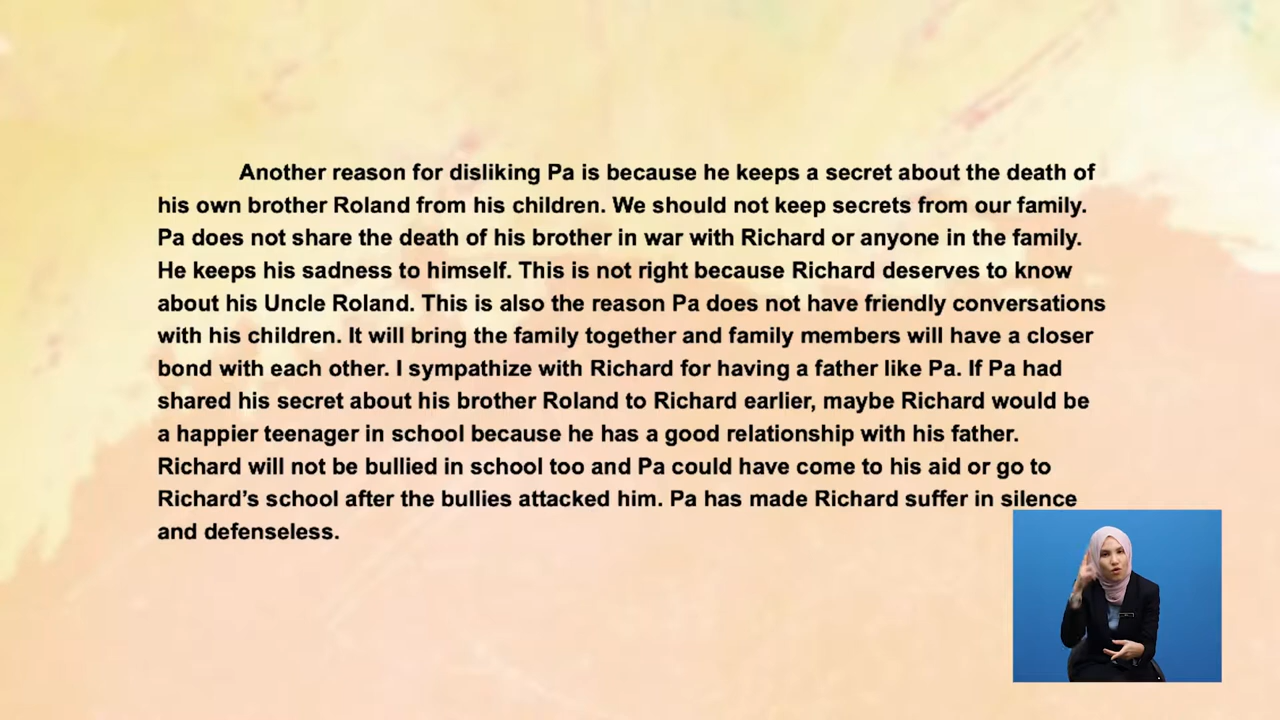 Another reason for disliking Pa is because he keeps a secret about the death of
his own brother Roland from his children. We should not keep secrets from our family.
Pa does not share the death of his brother in war with Richard or anyone in the family.
He keeps his sadness to himself. This is not right because Richard deserves to know
about his Uncle Roland. This is also the reason Pa does not have friendly conversations
with his children. It will bring the family together and family members will have a closer
bond with each other. I sympathize with Richard for having a father like Pa. If Pa had
shared his secret about his brother Roland to Richard earlier, maybe Richard would be
a happier teenager in school because he has a good relationship with his father.
Richard will not be bullied in school too and Pa could have come to his aid or go to
Richard’s school after the bullies attacked him. Pa has made Richard suffer in silence
and defenseless.